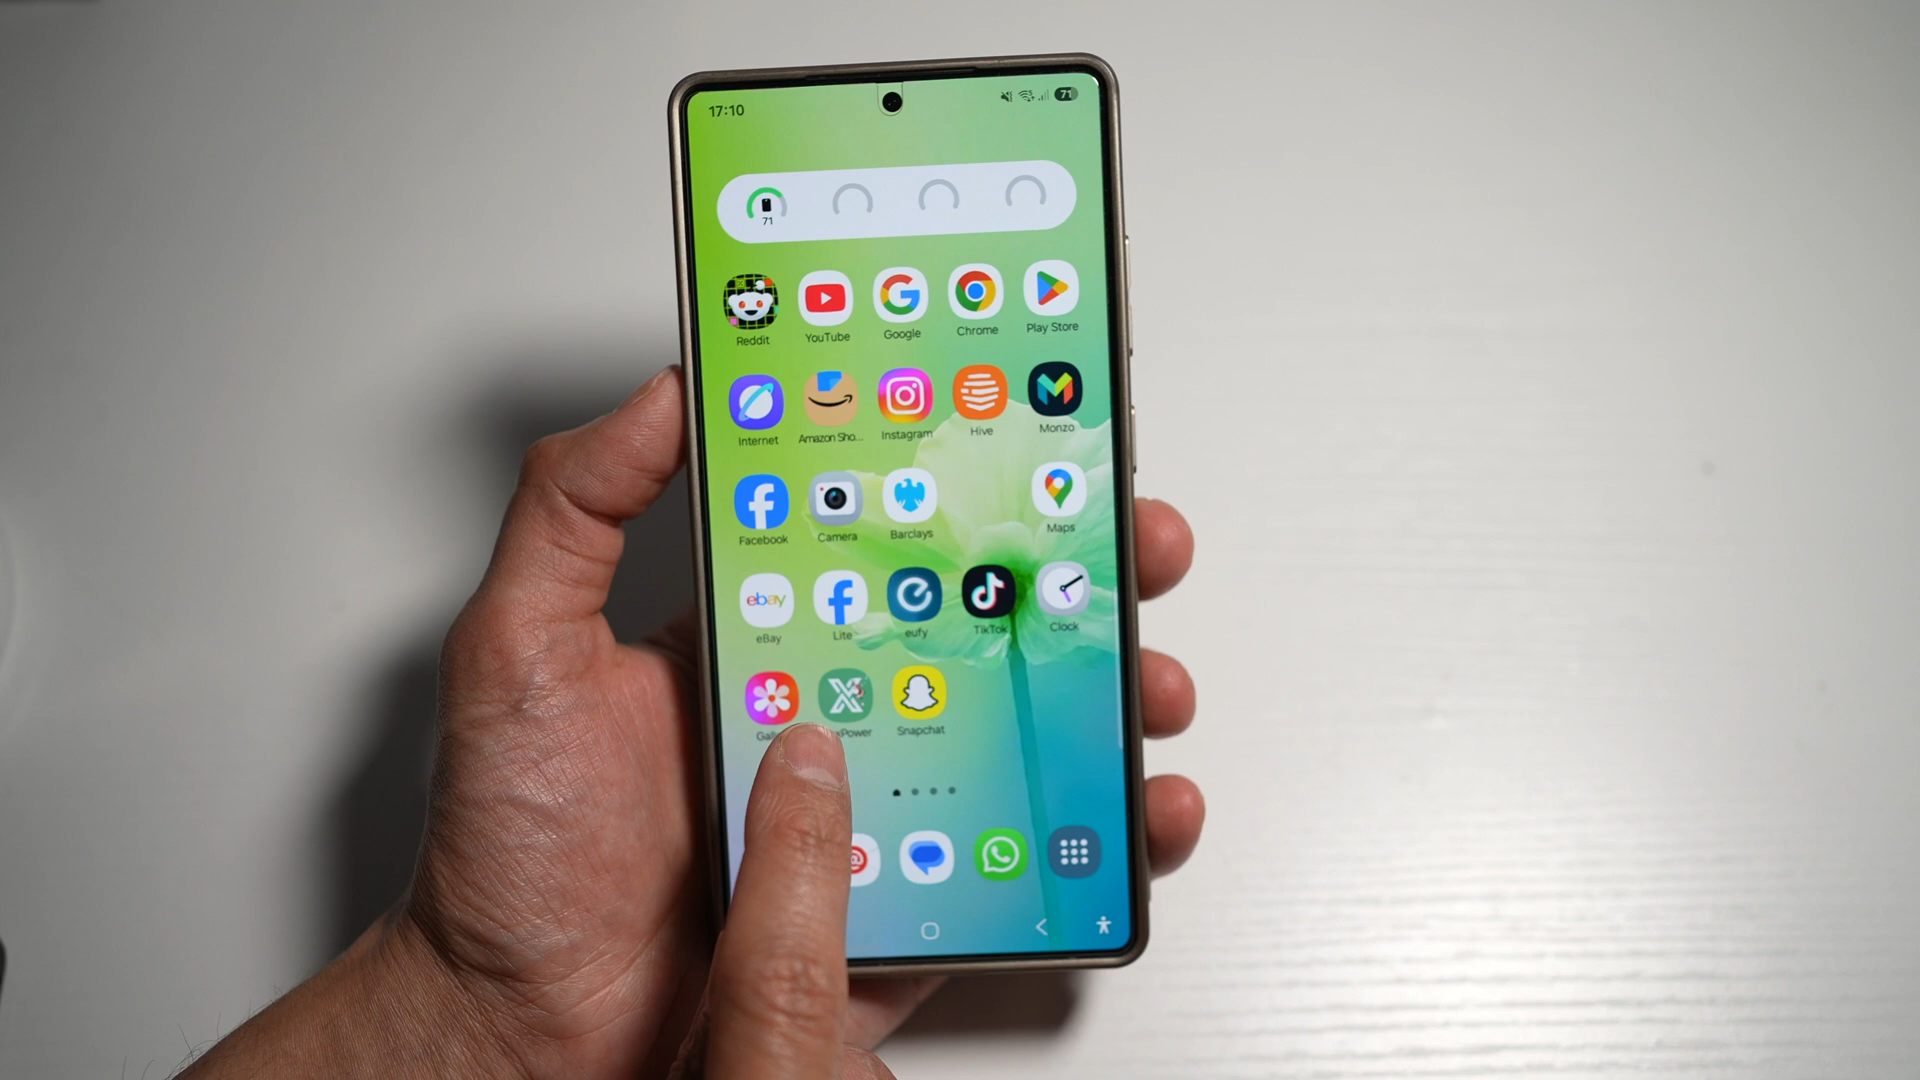 17:10
71
71
Reddit
YouTube
Google
Chrome
Play Store
Internet
Amazon Sho...
Instagram
Hive
Monzo
Facebook
Camera
Barclays
Maps
ebay
eBay
Lite
eufy
TikTok
Clock
Snapchat